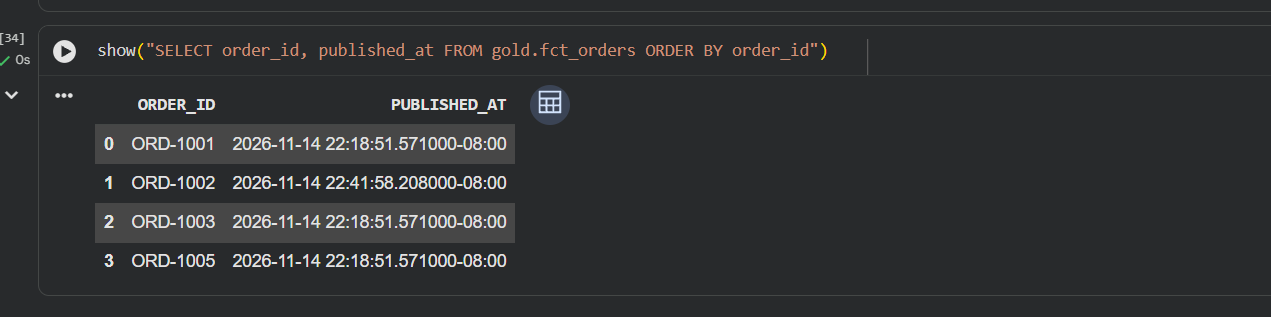 [34]
show("SELECT order_id, published_at FROM gold.fct_orders ORDER BY order_id")
0s
ORDER_ID PUBLISHED_AT
0 ORD-1001 2026-11-14 22:18:51.571000-08:00
1 ORD-1002 2026-11-14 22:41:58.208000-08:00
2 ORD-1003 2026-11-14 22:18:51.571000-08:00
3 ORD-1005 2026-11-14 22:18:51.571000-08:00